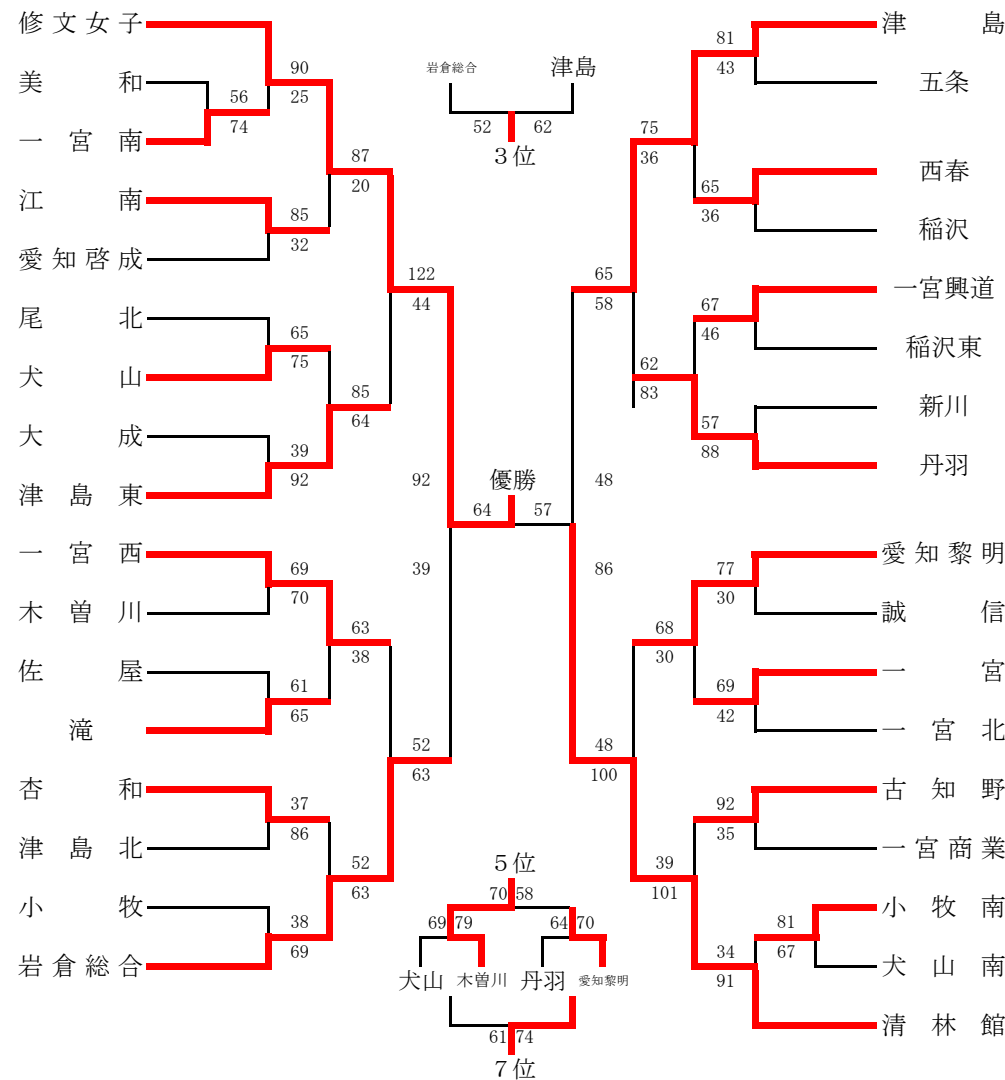 修文女子
美和
一宮南
江南
愛知啓成
尾北
犬山
大成
津島東
一宮西
木曽川
佐屋
滝
杏和
津島北
小牧
岩倉総合
90
25
56
74
85
32
65
75
39
92
69
70
61
65
37
86
38
69
87
20
85
64
63
38
52
63
122
44
52
63
92
39
岩倉総合 津島
52 62
3位
優勝
64 57
5位
70 58
69 79 64 70
犬山 木曽川 丹羽 愛知黎明
61 74
7位
48
86
65
58
48
100
75
36
62
83
68
30
39
101
81
43
65
36
67
46
57
88
77
30
69
42
92
35
34
91
81
67
津島
五条
西春
稲沢
一宮興道
稲沢東
新川
丹羽
愛知黎明
誠信
一宮
一宮北
古知野
一宮商業
小牧南
犬山南
清林館